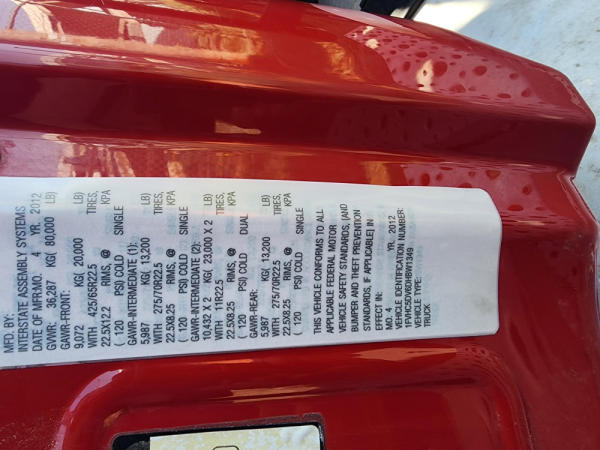 MFD. BY:
INTERSTATE ASSEMBLY SYSTEMS
DATE OF MFR.MO. 4 YR. 2012
GVWR: 36,287 KG( 80,000 LB)
GAWR-FRONT:
9,072 KG( 20,000 LB)
WITH 425/65R22.5 TIRES,
22.5X12.2 RIMS, @ KPA
( 120 PSI) COLD SINGLE
GAWR-INTERMEDIATE (1):
5,987 KG( 13,200 LB)
WITH 275/70R22.5 TIRES,
22.5X8.25 RIMS, @ KPA
( 120 PSI) COLD SINGLE
GAWR-INTERMEDIATE (2):
10,432 X 2 KG( 23,000 X 2 LB)
WITH 11R22.5 TIRES,
22.5X8.25 RIMS, @ KPA
( 120 PSI) COLD DUAL
GAWR-REAR:
5,987 KG( 13,200 LB)
WITH 275/70R22.5 TIRES,
22.5X8.25 RIMS, @ KPA
( 120 PSI) COLD SINGLE
THIS VEHICLE CONFORMS TO ALL
APPLICABLE FEDERAL MOTOR
VEHICLE SAFETY STANDARDS, [AND
BUMPER AND THEFT PREVENTION
STANDARDS, IF APPLICABLE] IN
EFFECT IN:
MO. 4 YR. 2012
VEHICLE IDENTIFICATION NUMBER:
1FVHC5CV6DHBW1349
VEHICLE TYPE:
TRUCK